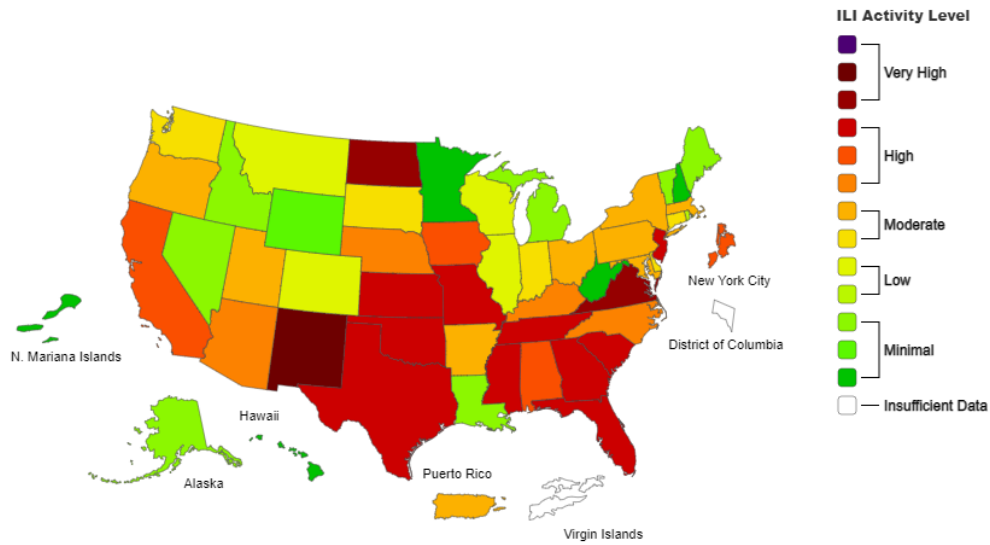 ILI Activity Level
Very High
High
Moderate
Low
Minimal
Insufficient Data
New York City
District of Columbia
N. Mariana Islands
Hawaii
Alaska
Puerto Rico
Virgin Islands